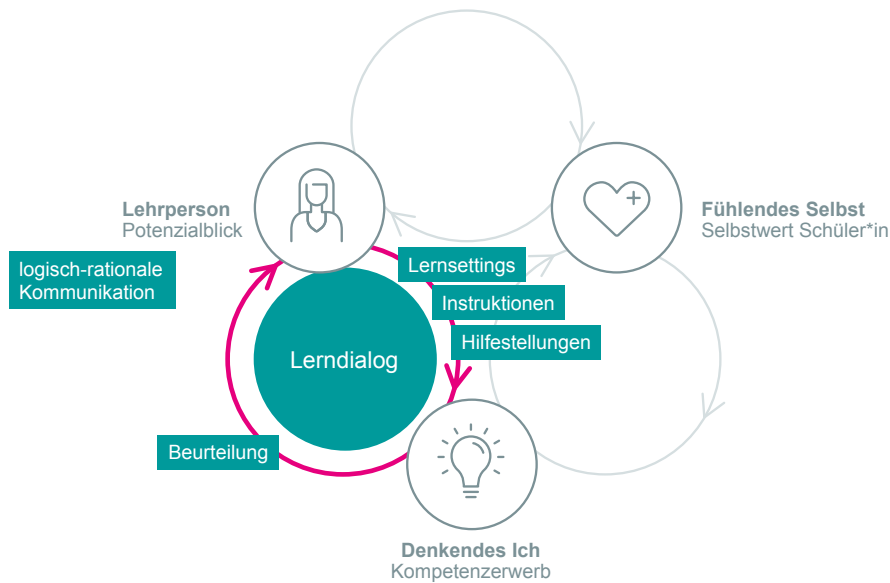 Lehrperson
Potenzialblick
Fühlendes Selbst
Selbstwert Schüler*in
logisch-rationale
Kommunikation
Lernsettings
Instruktionen
Hilfestellungen
Lerndialog
Beurteilung
Denkendes Ich
Kompetenzerwerb